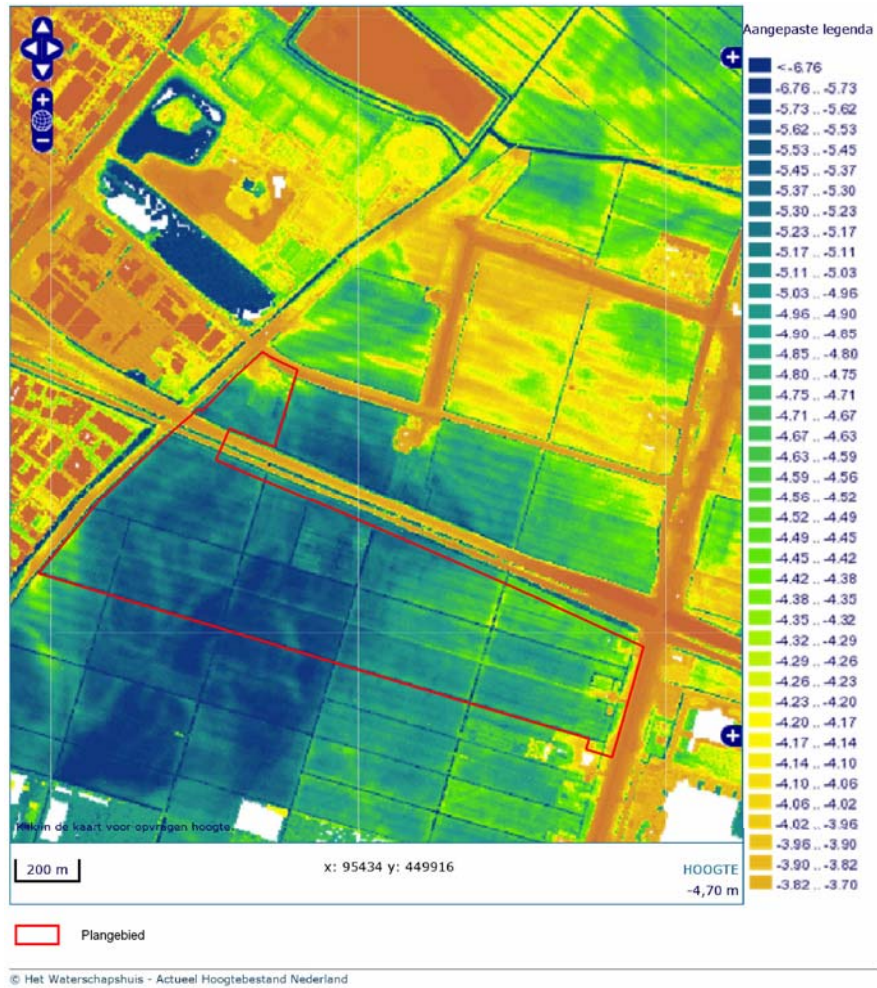 Aangepaste legenda
< -6.76
-6.76 .. -5.73
-5.73 .. -5.62
-5.62 .. -5.53
-5.53 .. -5.45
-5.45 .. -5.37
-5.37 .. -5.30
-5.30 .. -5.23
-5.23 .. -5.17
-5.17 .. -5.11
-5.11 .. -5.03
-5.03 .. -4.96
-4.96 .. -4.90
-4.90 .. -4.85
-4.85 .. -4.80
-4.80 .. -4.75
-4.75 .. -4.71
-4.71 .. -4.67
-4.67 .. -4.63
-4.63 .. -4.59
-4.59 .. -4.56
-4.56 .. -4.52
-4.52 .. -4.49
-4.49 .. -4.45
-4.45 .. -4.42
-4.42 .. -4.38
-4.38 .. -4.35
-4.35 .. -4.32
-4.32 .. -4.29
-4.29 .. -4.26
-4.26 .. -4.23
-4.23 .. -4.20
-4.20 .. -4.17
-4.17 .. -4.14
-4.14 .. -4.10
-4.10 .. -4.06
-4.06 .. -4.02
-4.02 .. -3.96
-3.96 .. -3.90
-3.90 .. -3.82
-3.82 .. -3.70
Klik in de kaart voor opvragen hoogte.
200 m
x: 95434 y: 449916
HOOGTE
-4,70 m
Plangebied
© Het Waterschapshuis - Actueel Hoogtebestand Nederland